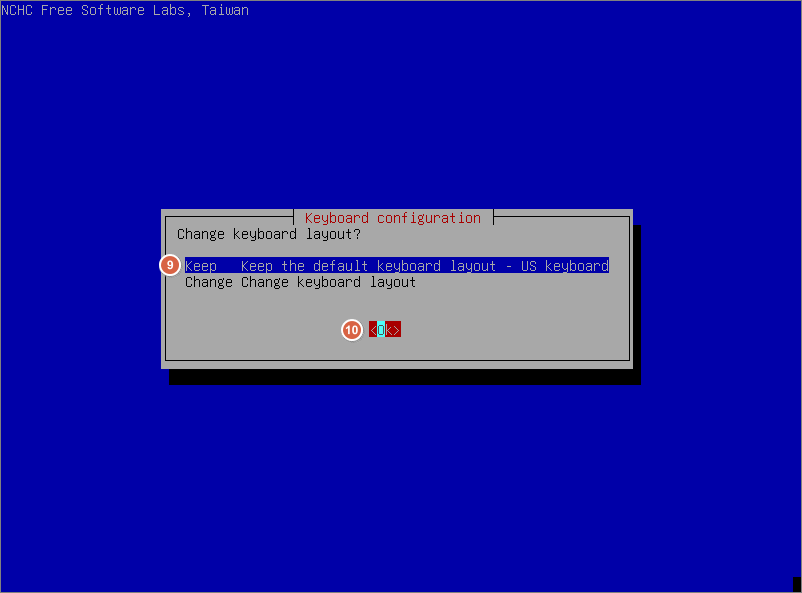 NCHC Free Software Labs, Taiwan
Keyboard configuration
Change keyboard layout?
9 Keep Keep the default keyboard layout - US keyboard
Change Change keyboard layout
10 <Ok>